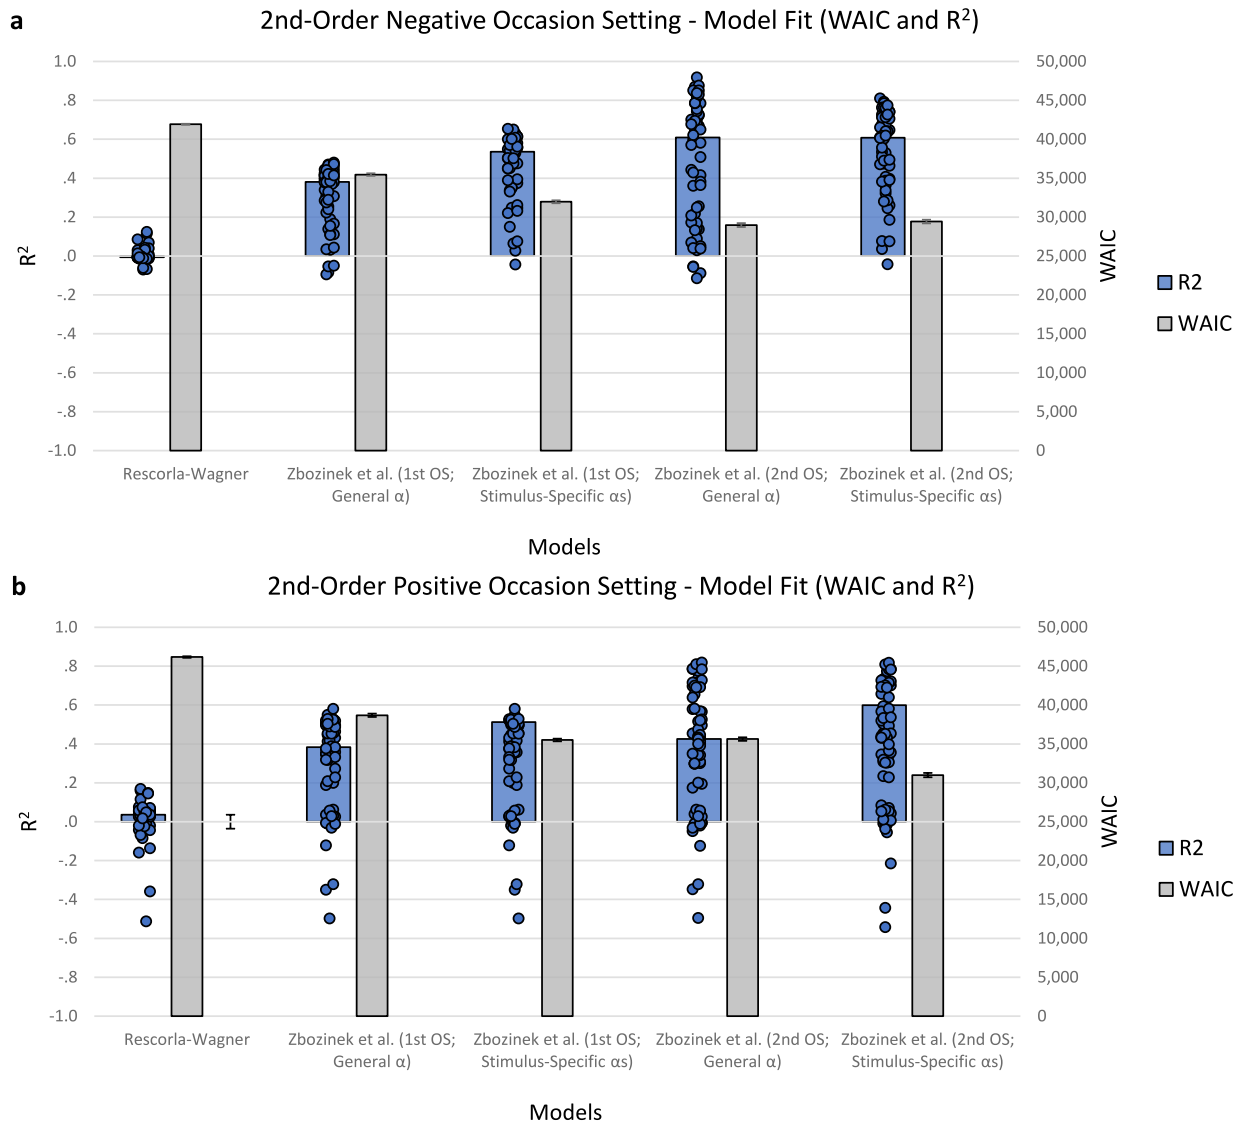 a
2nd-Order Negative Occasion Setting - Model Fit (WAIC and R²)
1.0
.8
.6
.4
.2
.0
-.2
-.4
-.6
-.8
-1.0
R²
50,000
45,000
40,000
35,000
30,000
25,000
20,000
15,000
10,000
5,000
0
WAIC
R2
WAIC
Rescorla-Wagner
Zbozinek et al. (1st OS;
General α)
Zbozinek et al. (1st OS;
Stimulus-Specific αs)
Zbozinek et al. (2nd OS;
General α)
Zbozinek et al. (2nd OS;
Stimulus-Specific αs)
Models
b
2nd-Order Positive Occasion Setting - Model Fit (WAIC and R²)
1.0
.8
.6
.4
.2
.0
-.2
-.4
-.6
-.8
-1.0
R²
50,000
45,000
40,000
35,000
30,000
25,000
20,000
15,000
10,000
5,000
0
WAIC
R2
WAIC
Rescorla-Wagner
Zbozinek et al. (1st OS;
General α)
Zbozinek et al. (1st OS;
Stimulus-Specific αs)
Zbozinek et al. (2nd OS;
General α)
Zbozinek et al. (2nd OS;
Stimulus-Specific αs)
Models